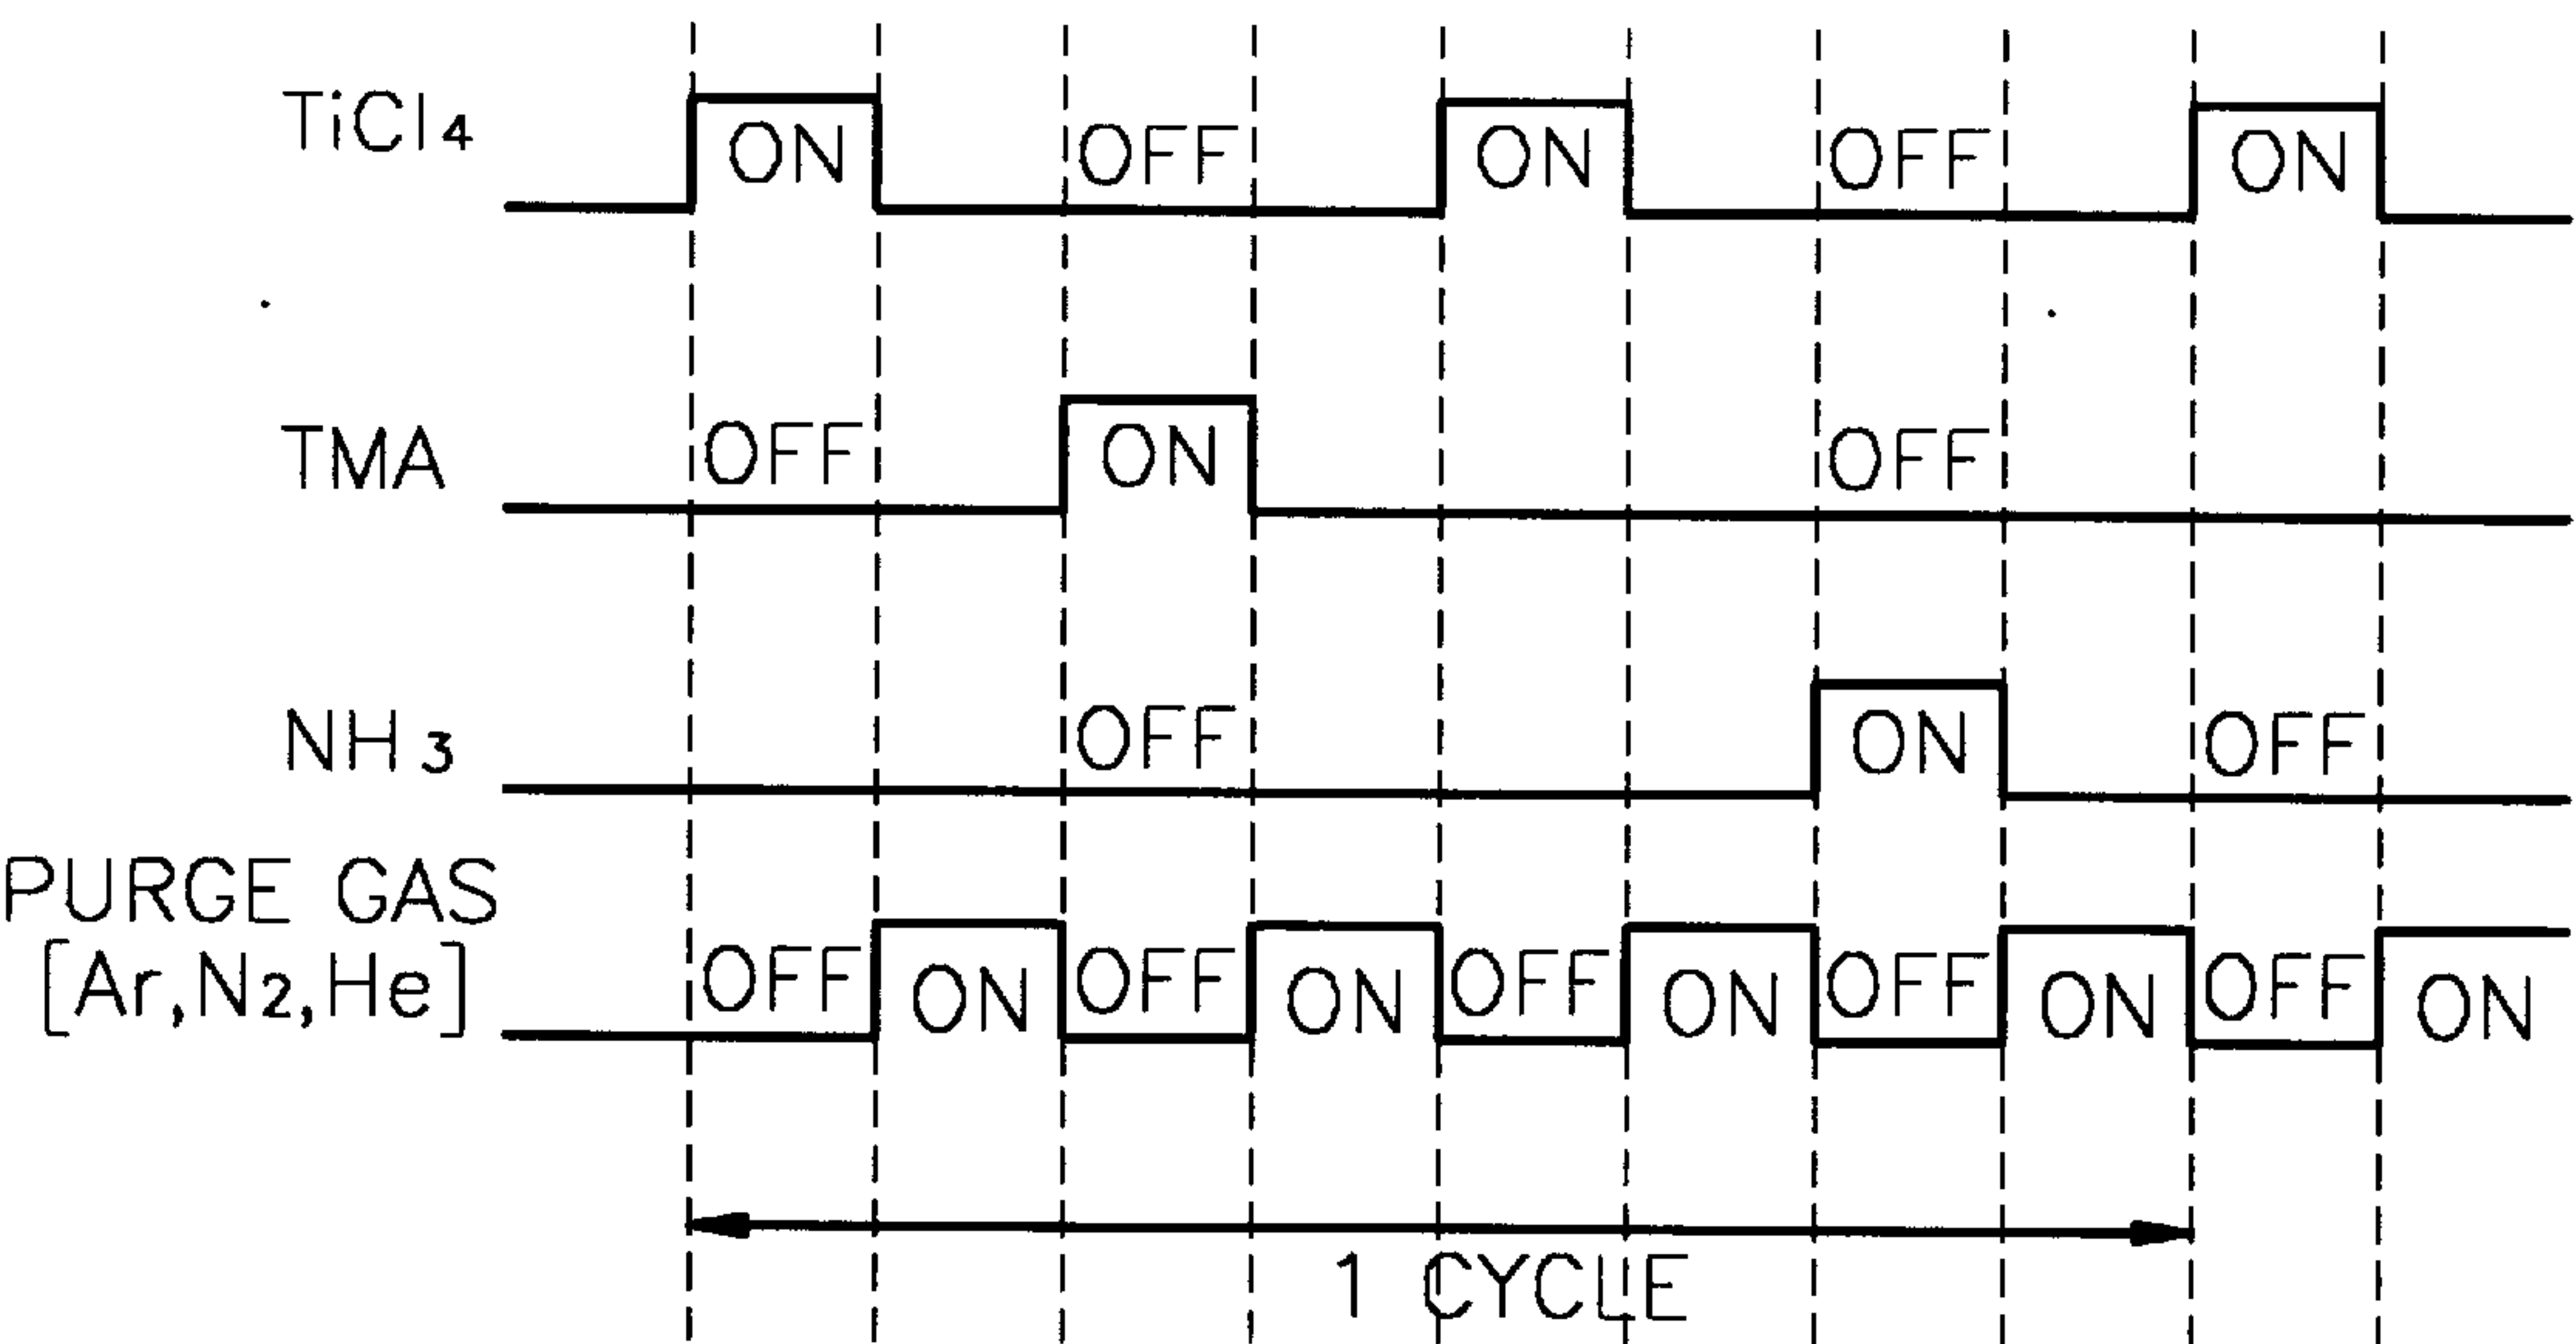 TiCl4 ON OFF ON OFF ON
TMA OFF ON OFF
NH3 OFF ON OFF
PURGE GAS
[Ar,N2,He] OFF ON OFF ON OFF ON OFF ON OFF ON
1 CYCLE